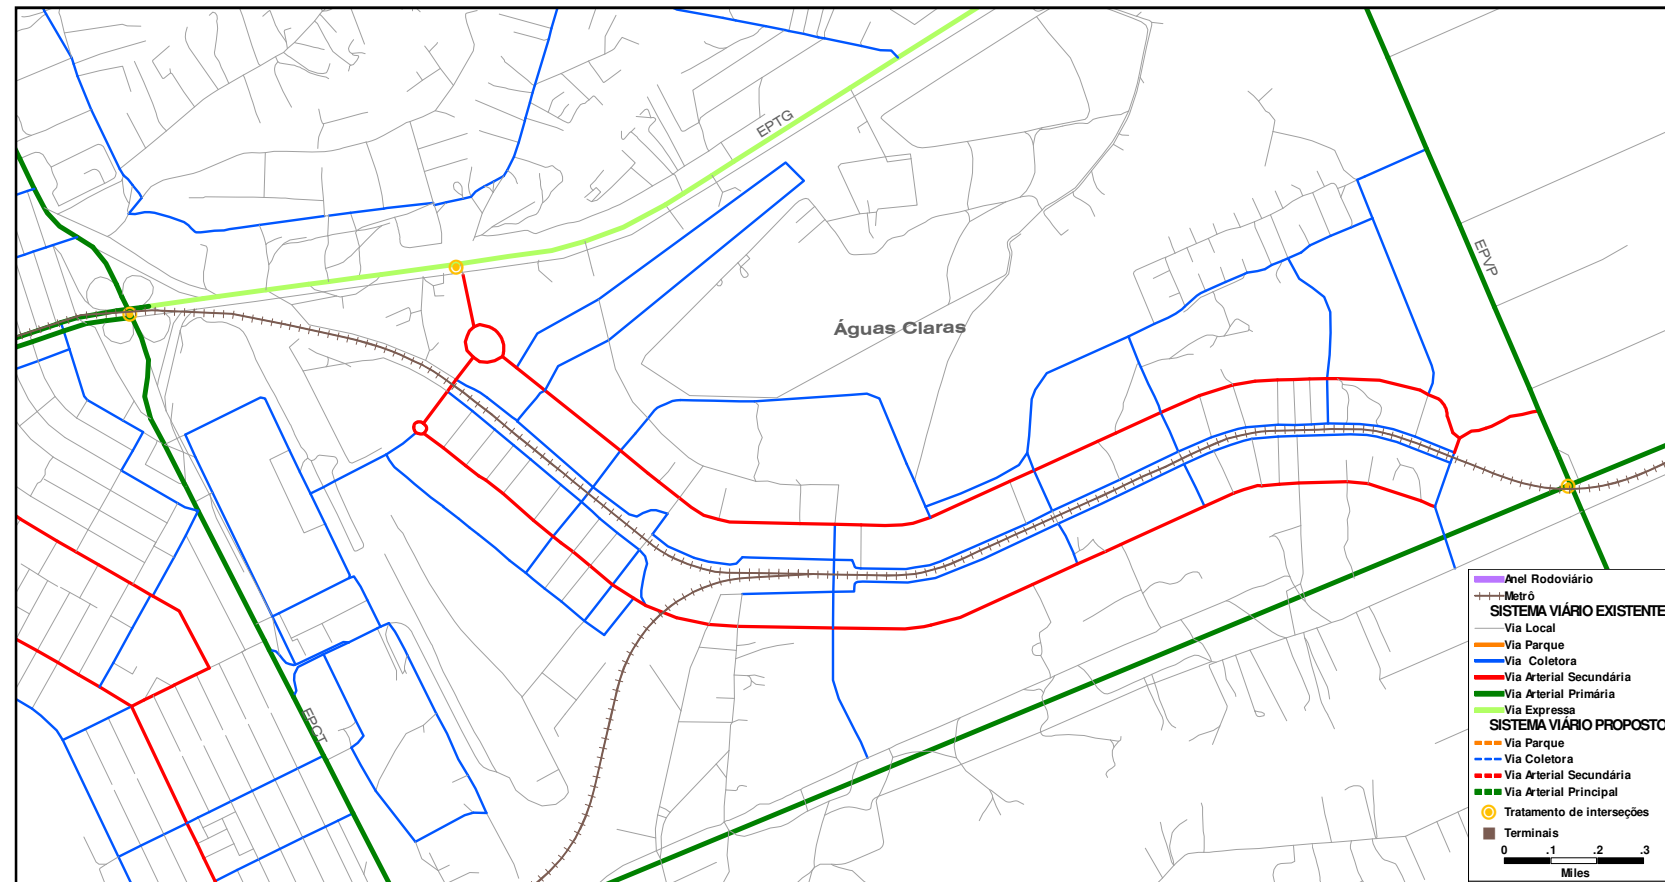 EPTG
EPVP
Águas Claras
EPCT
Anel Rodoviário
Metrô
SISTEMA VIÁRIO EXISTENTE
Via Local
Via Parque
Via Coletora
Via Arterial Secundária
Via Arterial Primária
Via Expressa
SISTEMA VIÁRIO PROPOSTO
Via Parque
Via Coletora
Via Arterial Secundária
Via Arterial Principal
Tratamento de interseções
Terminais
0 .1 .2 .3
Miles